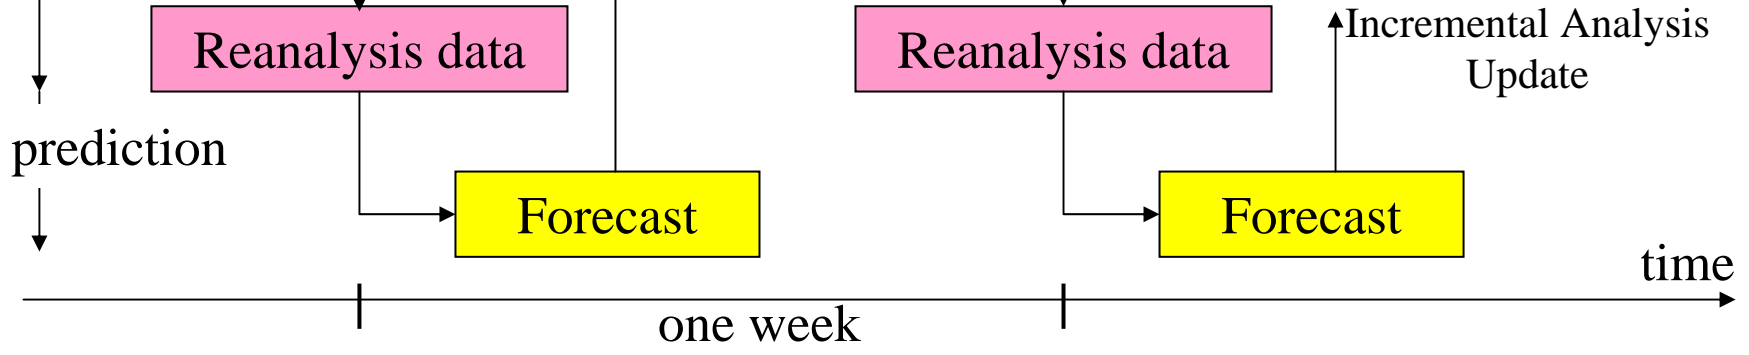 Incremental Analysis
Update
Reanalysis data
Reanalysis data
prediction
Forecast
Forecast
time
one week